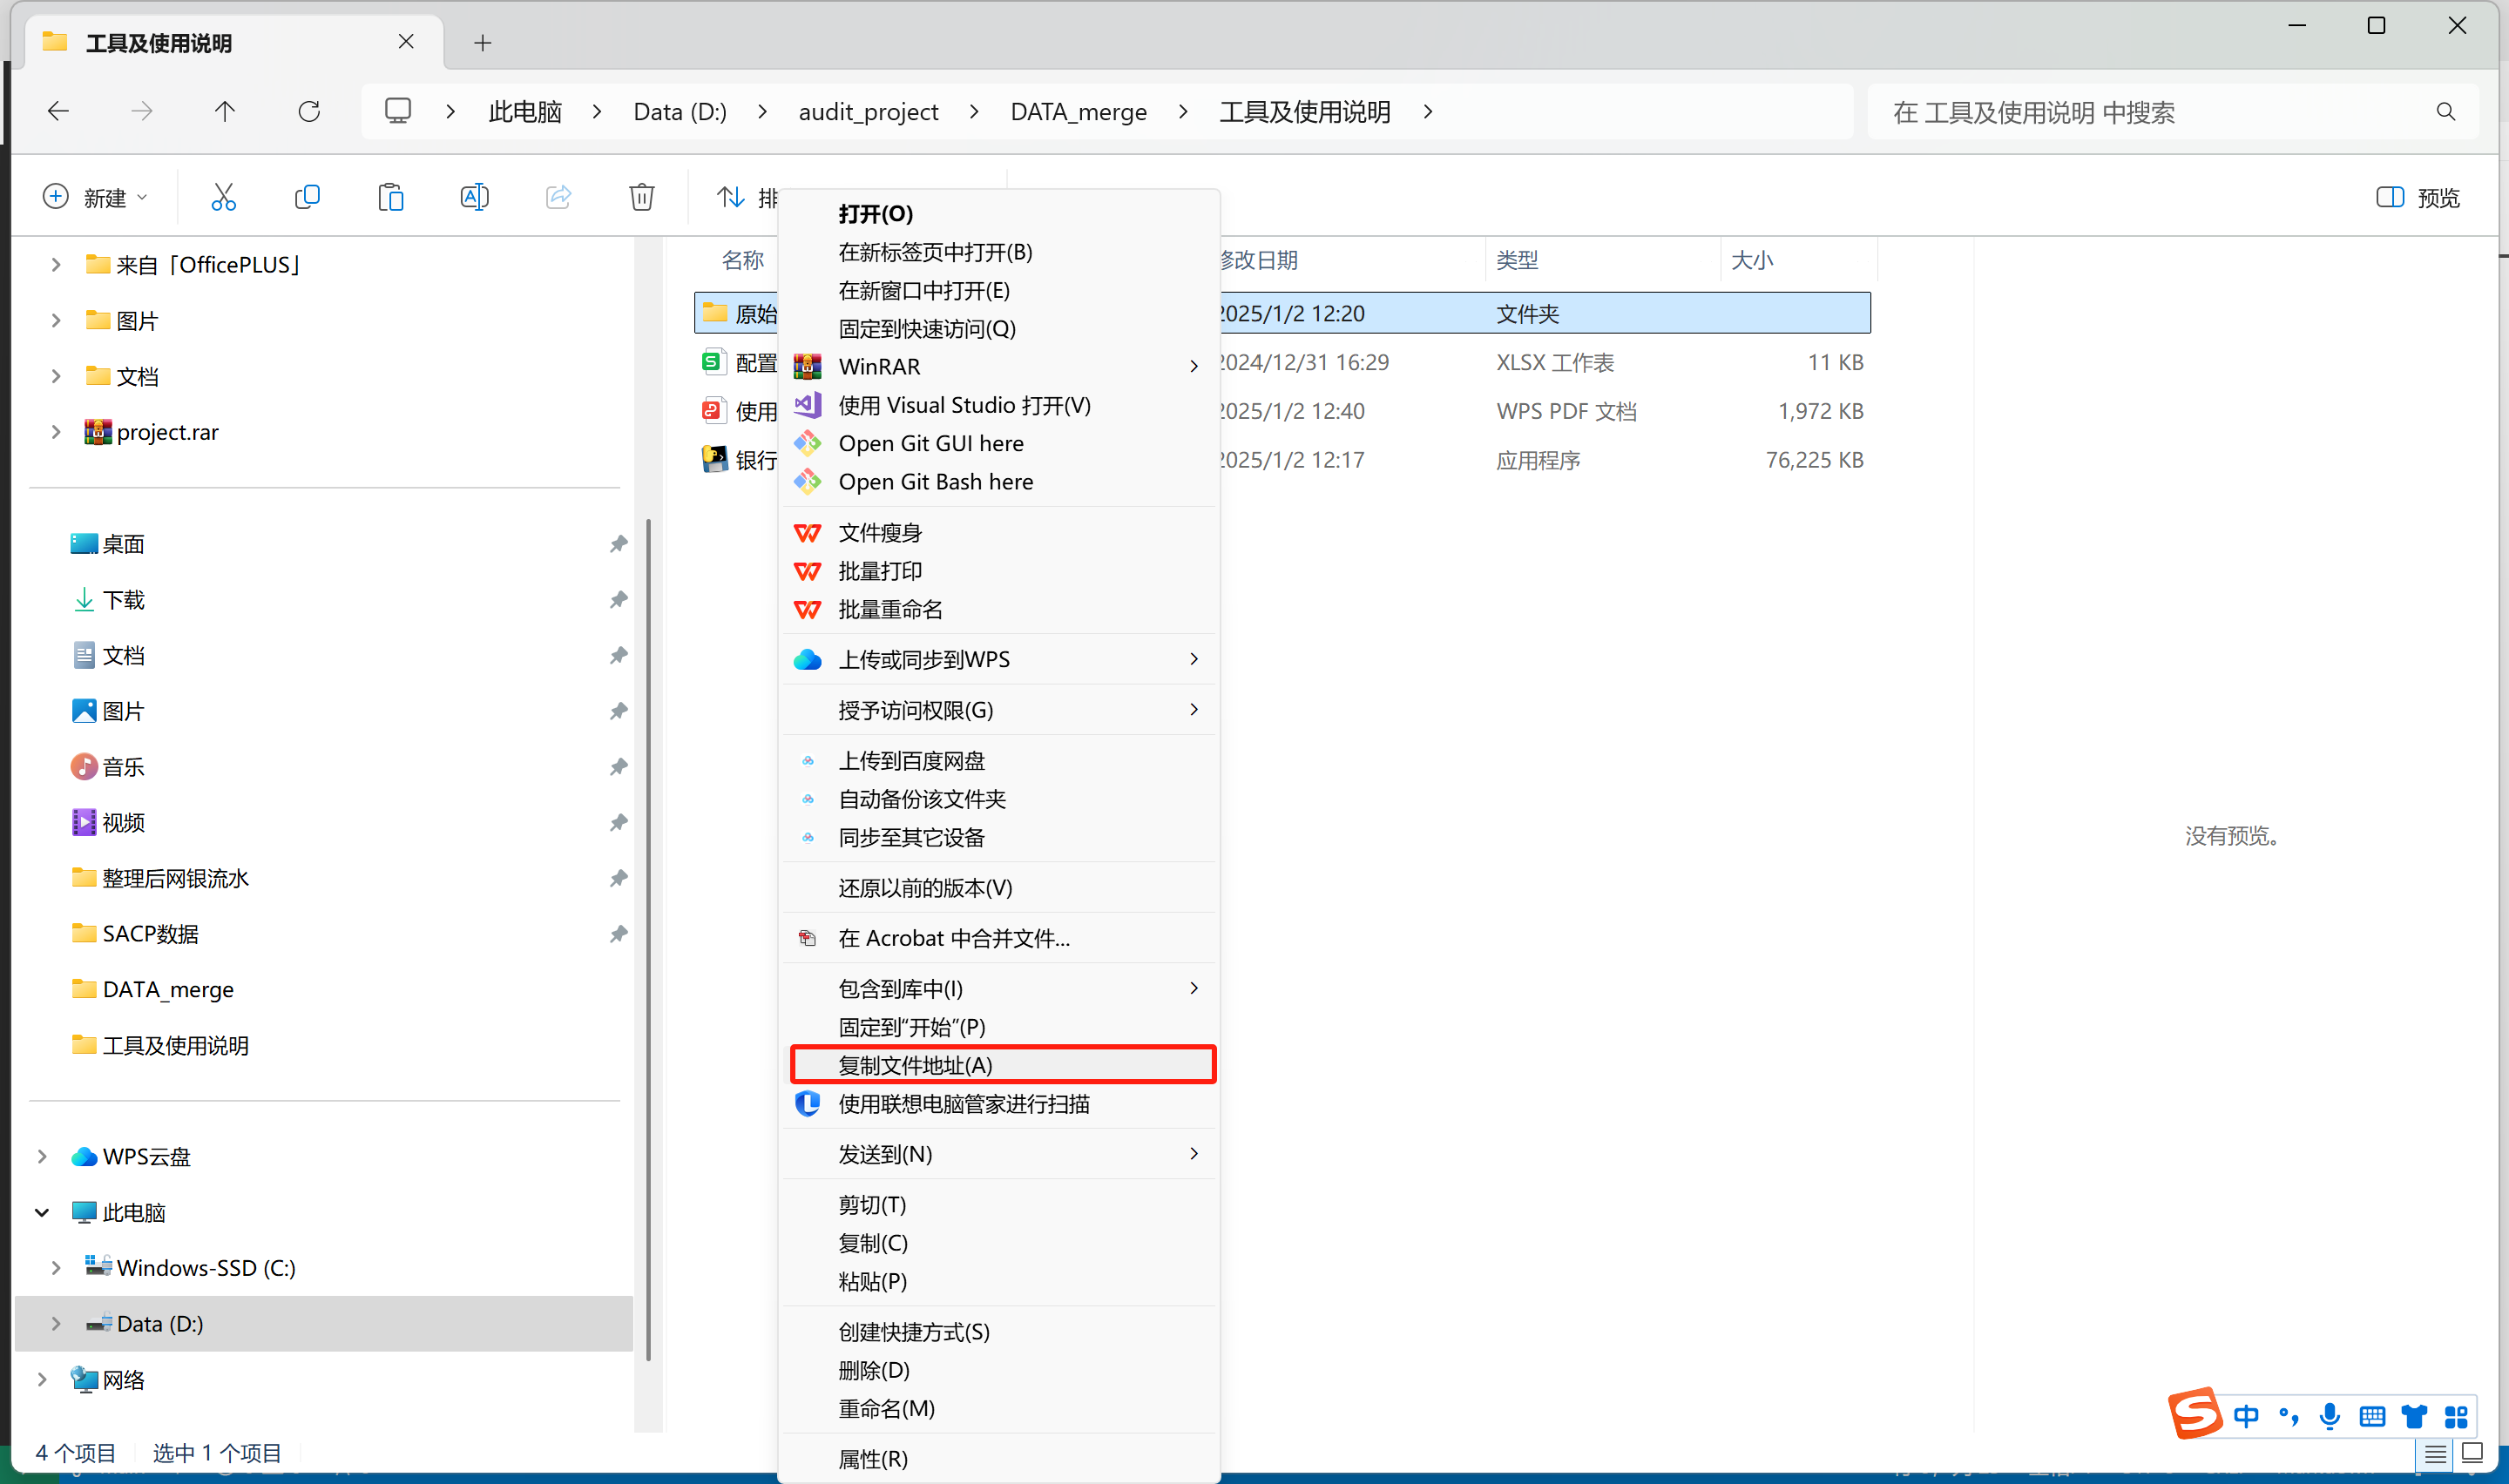 工具及使用说明
此电脑 Data (D:) audit_project DATA_merge 工具及使用说明
在 工具及使用说明 中搜索
新建
排
预览
来自「OfficePLUS」
图片
文档
project.rar
桌面
下载
文档
图片
音乐
视频
整理后网银流水
SACP数据
DATA_merge
工具及使用说明
WPS云盘
此电脑
Windows-SSD (C:)
Data (D:)
网络
4 个项目 选中 1 个项目
名称 修改日期 类型 大小
原始 2025/1/2 12:20 文件夹
配置 2024/12/31 16:29 XLSX 工作表 11 KB
使用 2025/1/2 12:40 WPS PDF 文档 1,972 KB
银行 2025/1/2 12:17 应用程序 76,225 KB
打开(O)
在新标签页中打开(B)
在新窗口中打开(E)
固定到快速访问(Q)
WinRAR
使用 Visual Studio 打开(V)
Open Git GUI here
Open Git Bash here
文件瘦身
批量打印
批量重命名
上传或同步到WPS
授予访问权限(G)
上传到百度网盘
自动备份该文件夹
同步至其它设备
还原以前的版本(V)
在 Acrobat 中合并文件...
包含到库中(I)
固定到“开始”(P)
复制文件地址(A)
使用联想电脑管家进行扫描
发送到(N)
剪切(T)
复制(C)
粘贴(P)
创建快捷方式(S)
删除(D)
重命名(M)
属性(R)
没有预览。
中